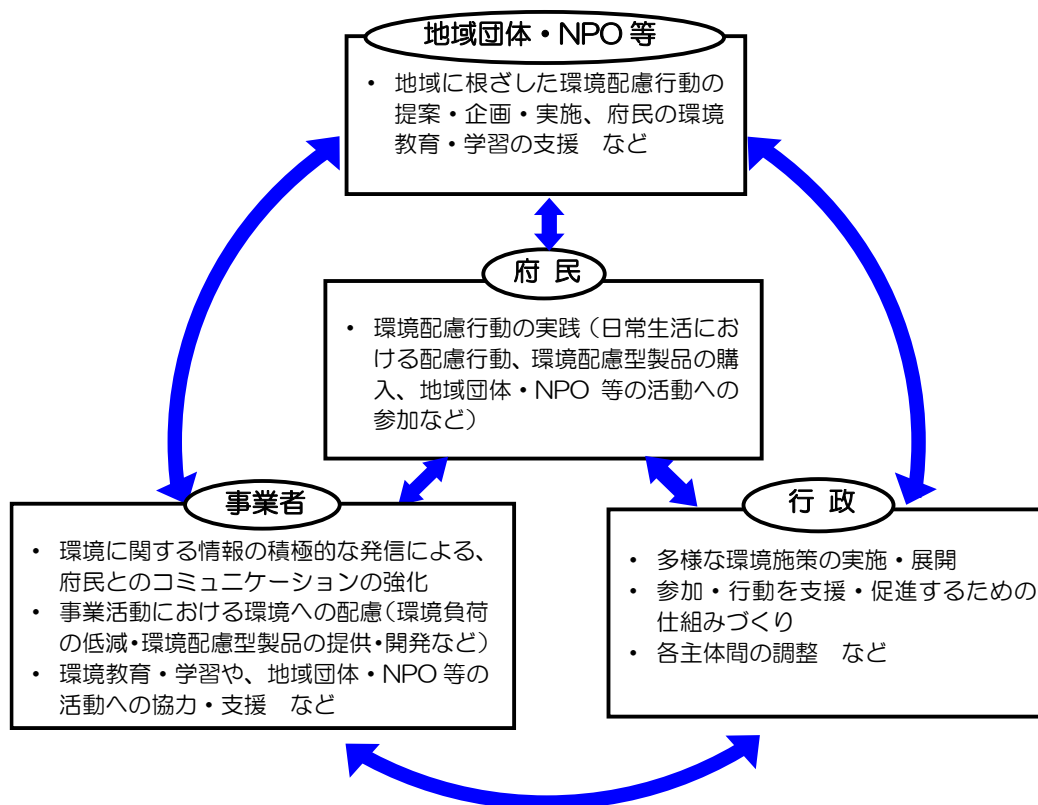 地域団体・NPO 等
・ 地域に根ざした環境配慮行動の
提案・企画・実施、府民の環境
教育・学習の支援　など
府 民
・ 環境配慮行動の実践（日常生活にお
ける配慮行動、環境配慮型製品の購
入、地域団体・NPO 等の活動への
参加など）
事業者
・ 環境に関する情報の積極的な発信による、
府民とのコミュニケーションの強化
・ 事業活動における環境への配慮（環境負荷
の低減・環境配慮型製品の提供・開発など）
・ 環境教育・学習や、地域団体・NPO 等の
活動への協力・支援　など
行 政
・ 多様な環境施策の実施・展開
・ 参加・行動を支援・促進するための
仕組みづくり
・ 各主体間の調整　など